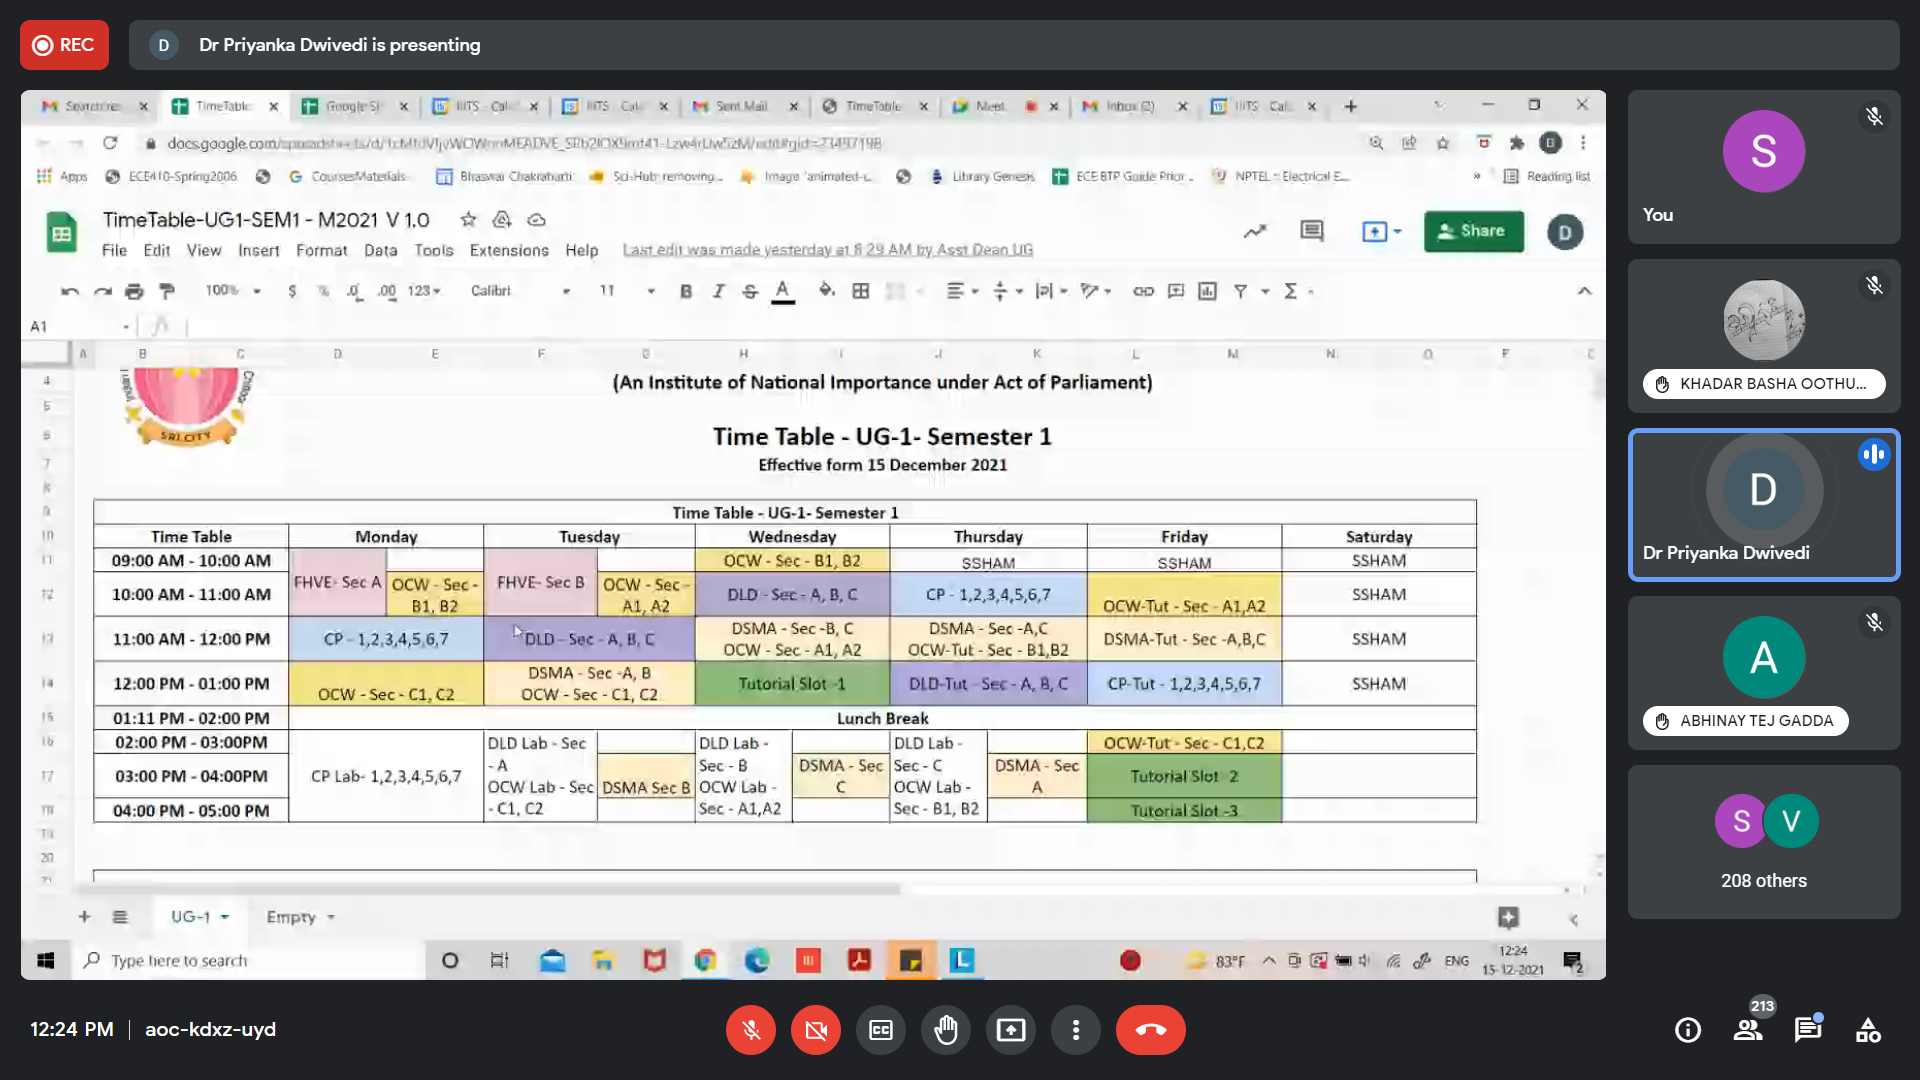 REC
D
Dr Priyanka Dwivedi is presenting
TimeTable
Sent Mail
TimeTable
Meet
Inbox (2)
Apps
ECE410-Spring2006
CoursesMaterials
Bhaswar Chakrabarti
Sci-Hub: removing...
Library Genesis
ECE BTP Guide Prior...
NPTEL :: Electrical E...
»
Reading list
TimeTable-UG1-SEM1 - M2021 V 1.0
File Edit View Insert Format Data Tools Extensions Help
Last edit was made yesterday at 8:29 AM by Asst Dean UG
Share
D
100% $ % .0 .00 123 Calibri 11 B I S A
A1
A B C D E F G H I J K L M N O P
SRI CITY
(An Institute of National Importance under Act of Parliament)
Time Table - UG-1- Semester 1
Effective form 15 December 2021
Time Table - UG-1- Semester 1
Time Table Monday Tuesday Wednesday Thursday Friday Saturday
09:00 AM - 10:00 AM FHVE- Sec A FHVE- Sec B OCW - Sec - B1, B2 SSHAM SSHAM SSHAM
10:00 AM - 11:00 AM OCW - Sec - B1, B2 OCW - Sec - A1, A2 DLD - Sec - A, B, C CP - 1,2,3,4,5,6,7 OCW-Tut - Sec - A1,A2 SSHAM
11:00 AM - 12:00 PM CP - 1,2,3,4,5,6,7 DLD - Sec - A, B, C DSMA - Sec -B, C OCW - Sec - A1, A2 DSMA - Sec -A,C OCW-Tut - Sec - B1,B2 DSMA-Tut - Sec -A,B,C SSHAM
12:00 PM - 01:00 PM OCW - Sec - C1, C2 DSMA - Sec -A, B OCW - Sec - C1, C2 Tutorial Slot -1 DLD-Tut - Sec - A, B, C CP-Tut - 1,2,3,4,5,6,7 SSHAM
01:11 PM - 02:00 PM Lunch Break
02:00 PM - 03:00PM CP Lab- 1,2,3,4,5,6,7 DLD Lab - Sec - A OCW Lab - Sec - C1, C2 DLD Lab - Sec - B OCW Lab - Sec - A1,A2 DLD Lab - Sec - C OCW Lab - Sec - B1, B2 OCW-Tut - Sec - C1,C2
03:00 PM - 04:00PM DSMA Sec B DSMA - Sec C DSMA - Sec A Tutorial Slot -2
04:00 PM - 05:00 PM Tutorial Slot -3
UG-1 Empty
Type here to search
83°F ENG 12:24
15-12-2021
2
S
You
KHADAR BASHA OOTHU...
D
Dr Priyanka Dwivedi
A
ABHINAY TEJ GADDA
S V
208 others
12:24 PM | aoc-kdxz-uyd
213